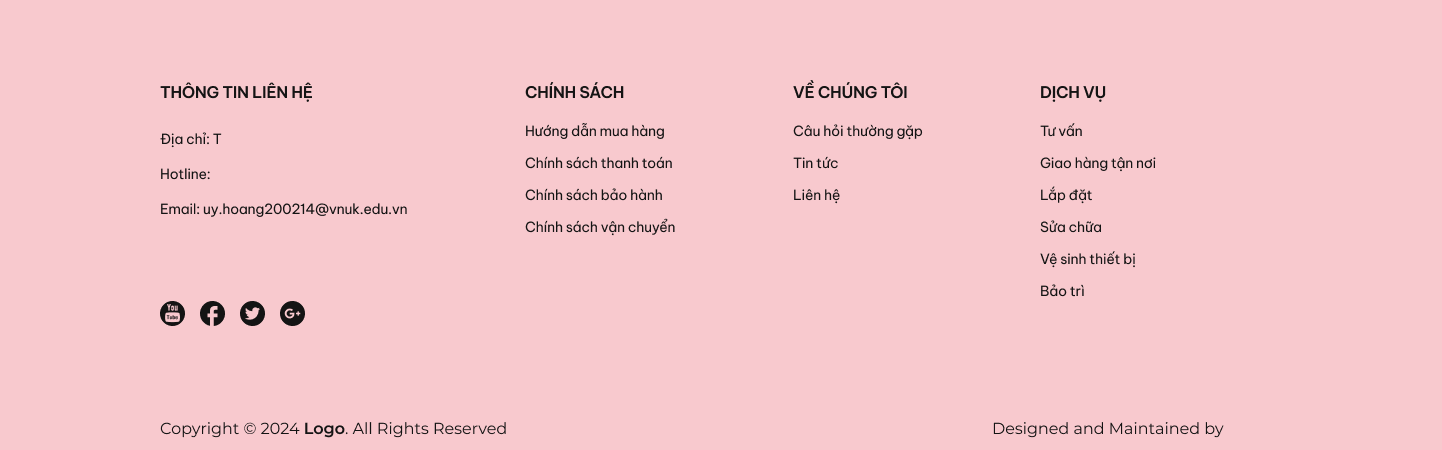 THÔNG TIN LIÊN HỆ
Địa chỉ: T
Hotline:
Email: uy.hoang200214@vnuk.edu.vn
You
Tube
CHÍNH SÁCH
Hướng dẫn mua hàng
Chính sách thanh toán
Chính sách bảo hành
Chính sách vận chuyển
VỀ CHÚNG TÔI
Câu hỏi thường gặp
Tin tức
Liên hệ
DỊCH VỤ
Tư vấn
Giao hàng tận nơi
Lắp đặt
Sửa chữa
Vệ sinh thiết bị
Bảo trì
Copyright © 2024 Logo. All Rights Reserved
Designed and Maintained by